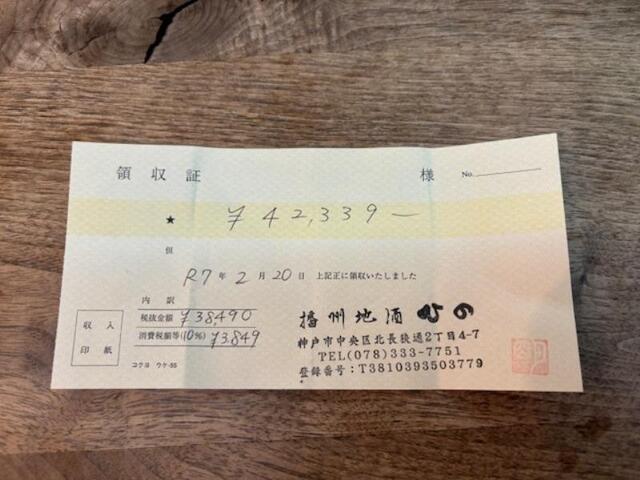 領収証 様 No.
★ ¥42,339-
但
R7年2月20日 上記正に領収いたしました
内訳
税抜金額 ¥38,490
消費税額等(10%) ¥3,849
収入
印紙
コクヨ ウケ-55
播州地酒
神戸市中央区北長狭通2丁目4-7
TEL(078)333-7751
登録番号:T3810393503779